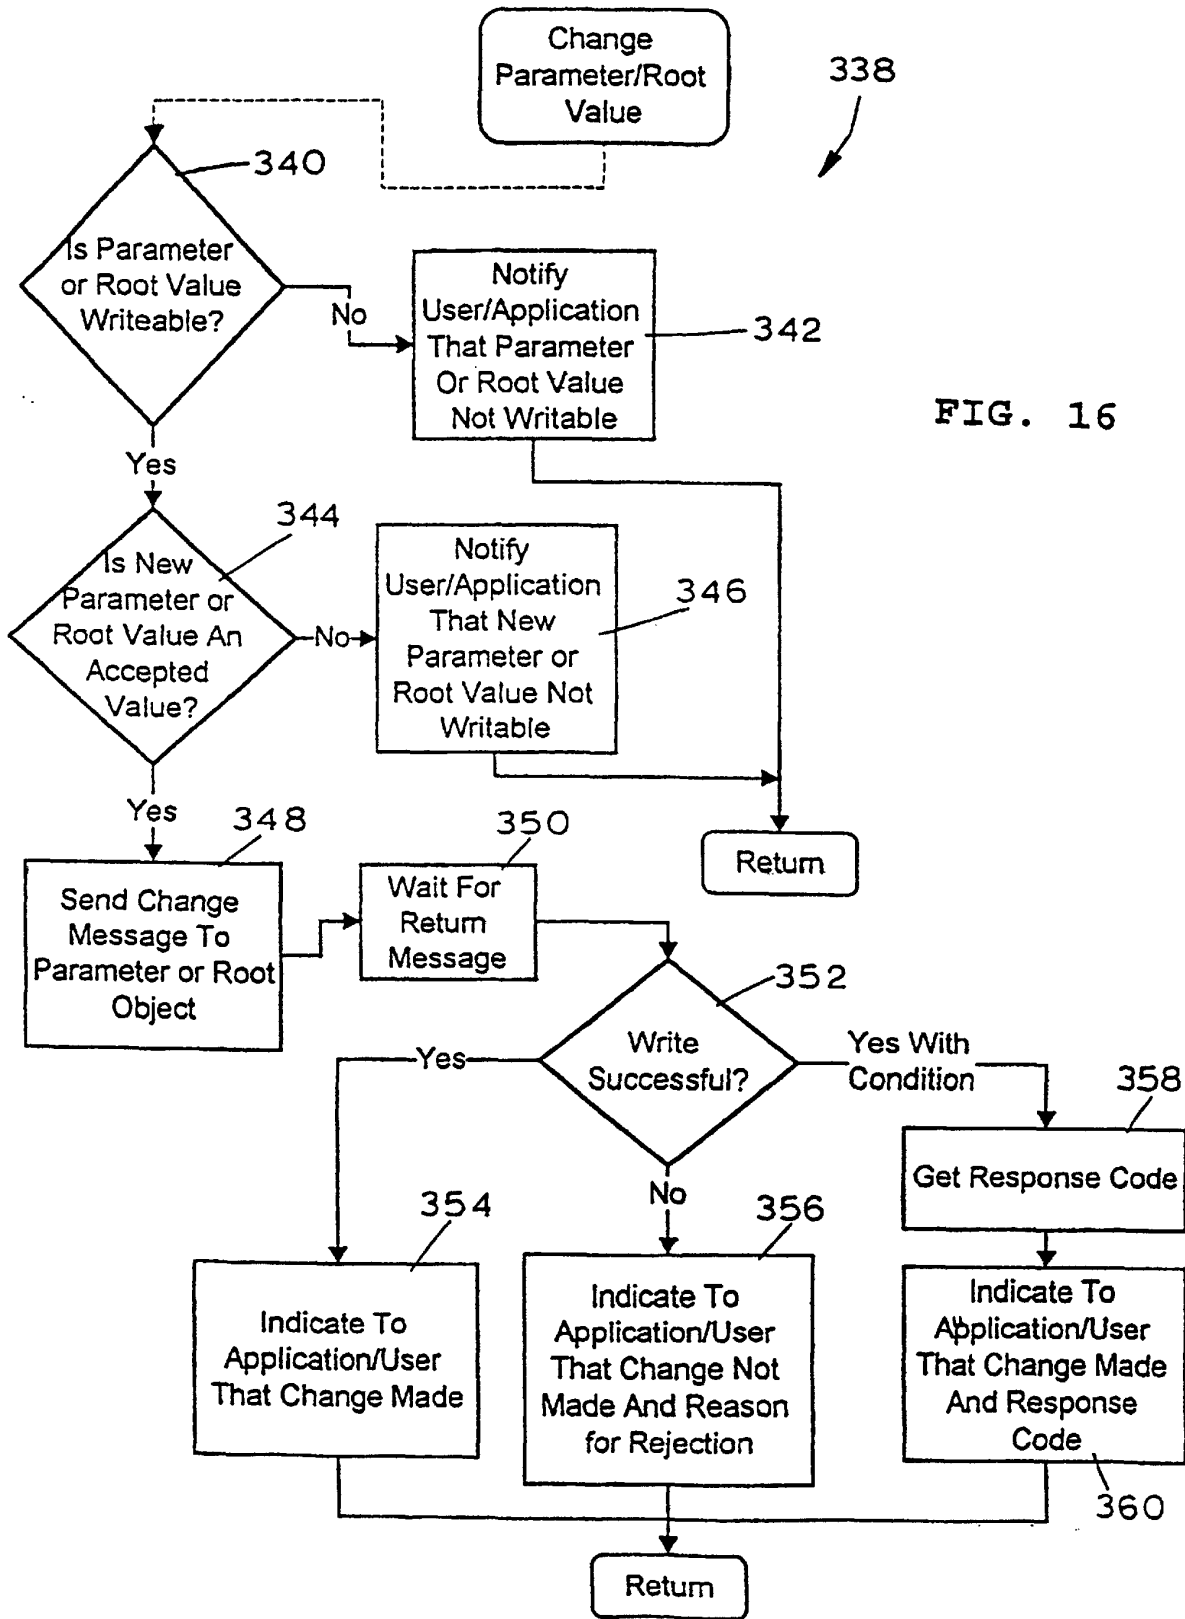 Change
Parameter/Root
Value
338
340
Is Parameter
or Root Value
Writeable?
No
Notify
User/Application
That Parameter
Or Root Value
Not Writable
342
FIG. 16
Yes
344
Is New
Parameter or
Root Value An
Accepted
Value?
No
Notify
User/Application
That New
Parameter or
Root Value Not
Writable
346
Yes
Return
348
Send Change
Message To
Parameter or Root
Object
350
Wait For
Return
Message
352
Write
Successful?
Yes
Yes With
Condition
No
358
Get Response Code
354
Indicate To
Application/User
That Change Made
356
Indicate To
Application/User
That Change Not
Made And Reason
for Rejection
Indicate To
Application/User
That Change Made
And Response
Code
360
Return